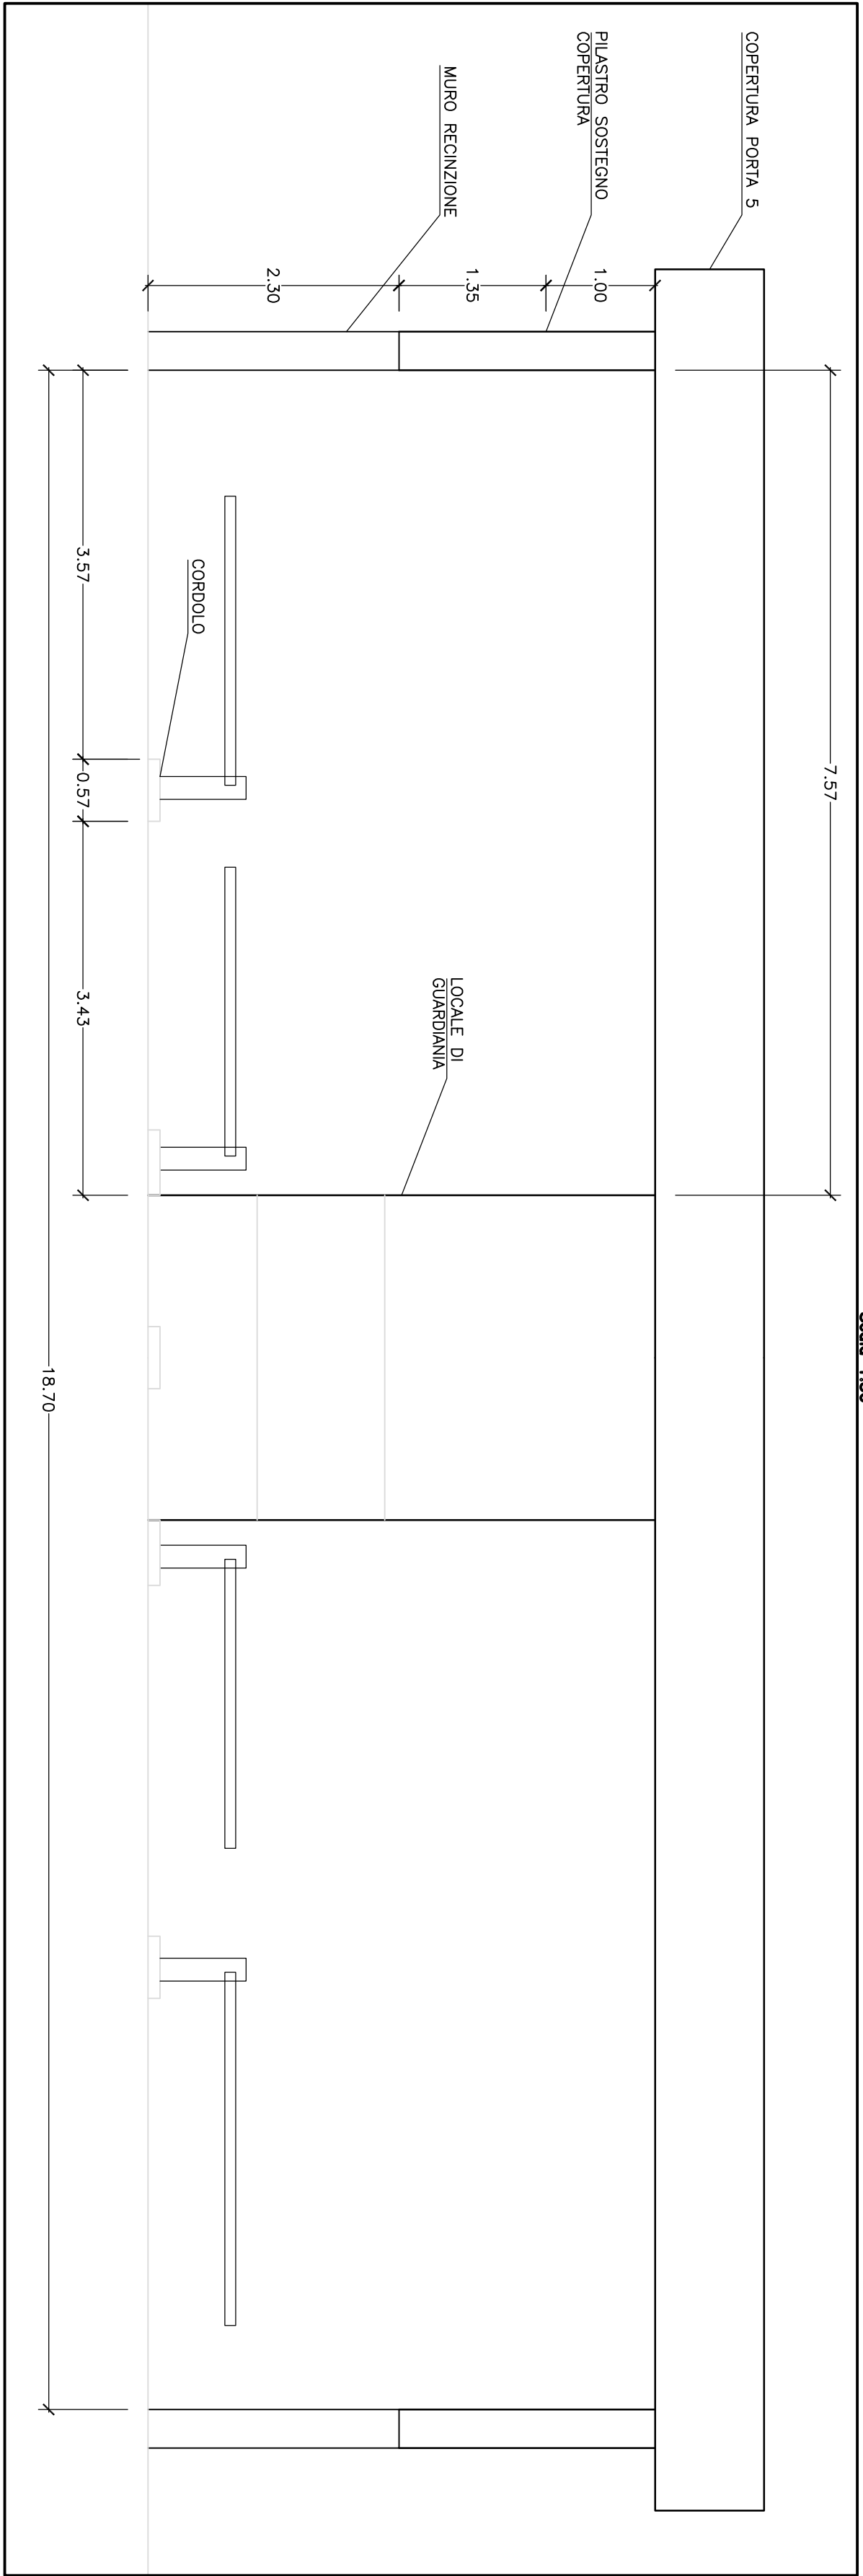 COPERTURA PORTA 5
PILASTRO SOSTEGNO
COPERTURA
MURO RECINZIONE
7.57
1.00
1.35
2.30
LOCALE DI
GUARDIANIA
CORDOLO
3.57
0.57
3.43
18.70